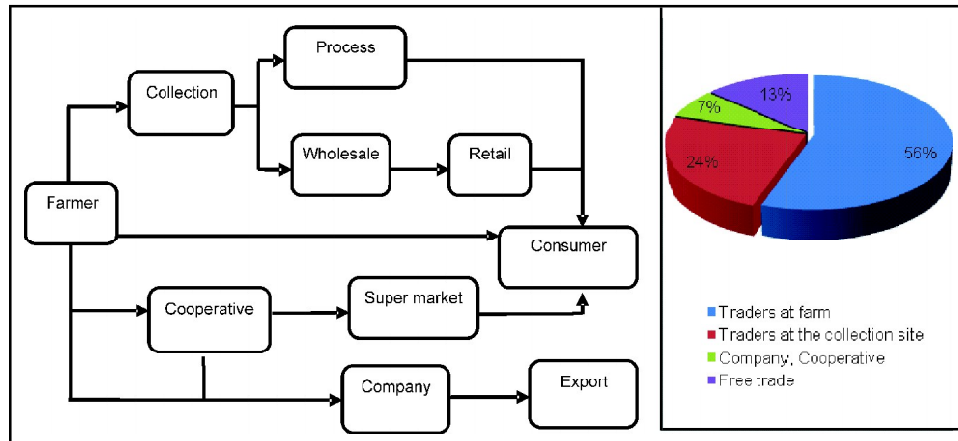 Process
Collection
Wholesale
Retail
Farmer
Consumer
Cooperative
Super market
Company
Export
13%
7%
24%
56%
Traders at farm
Traders at the collection site
Company, Cooperative
Free trade